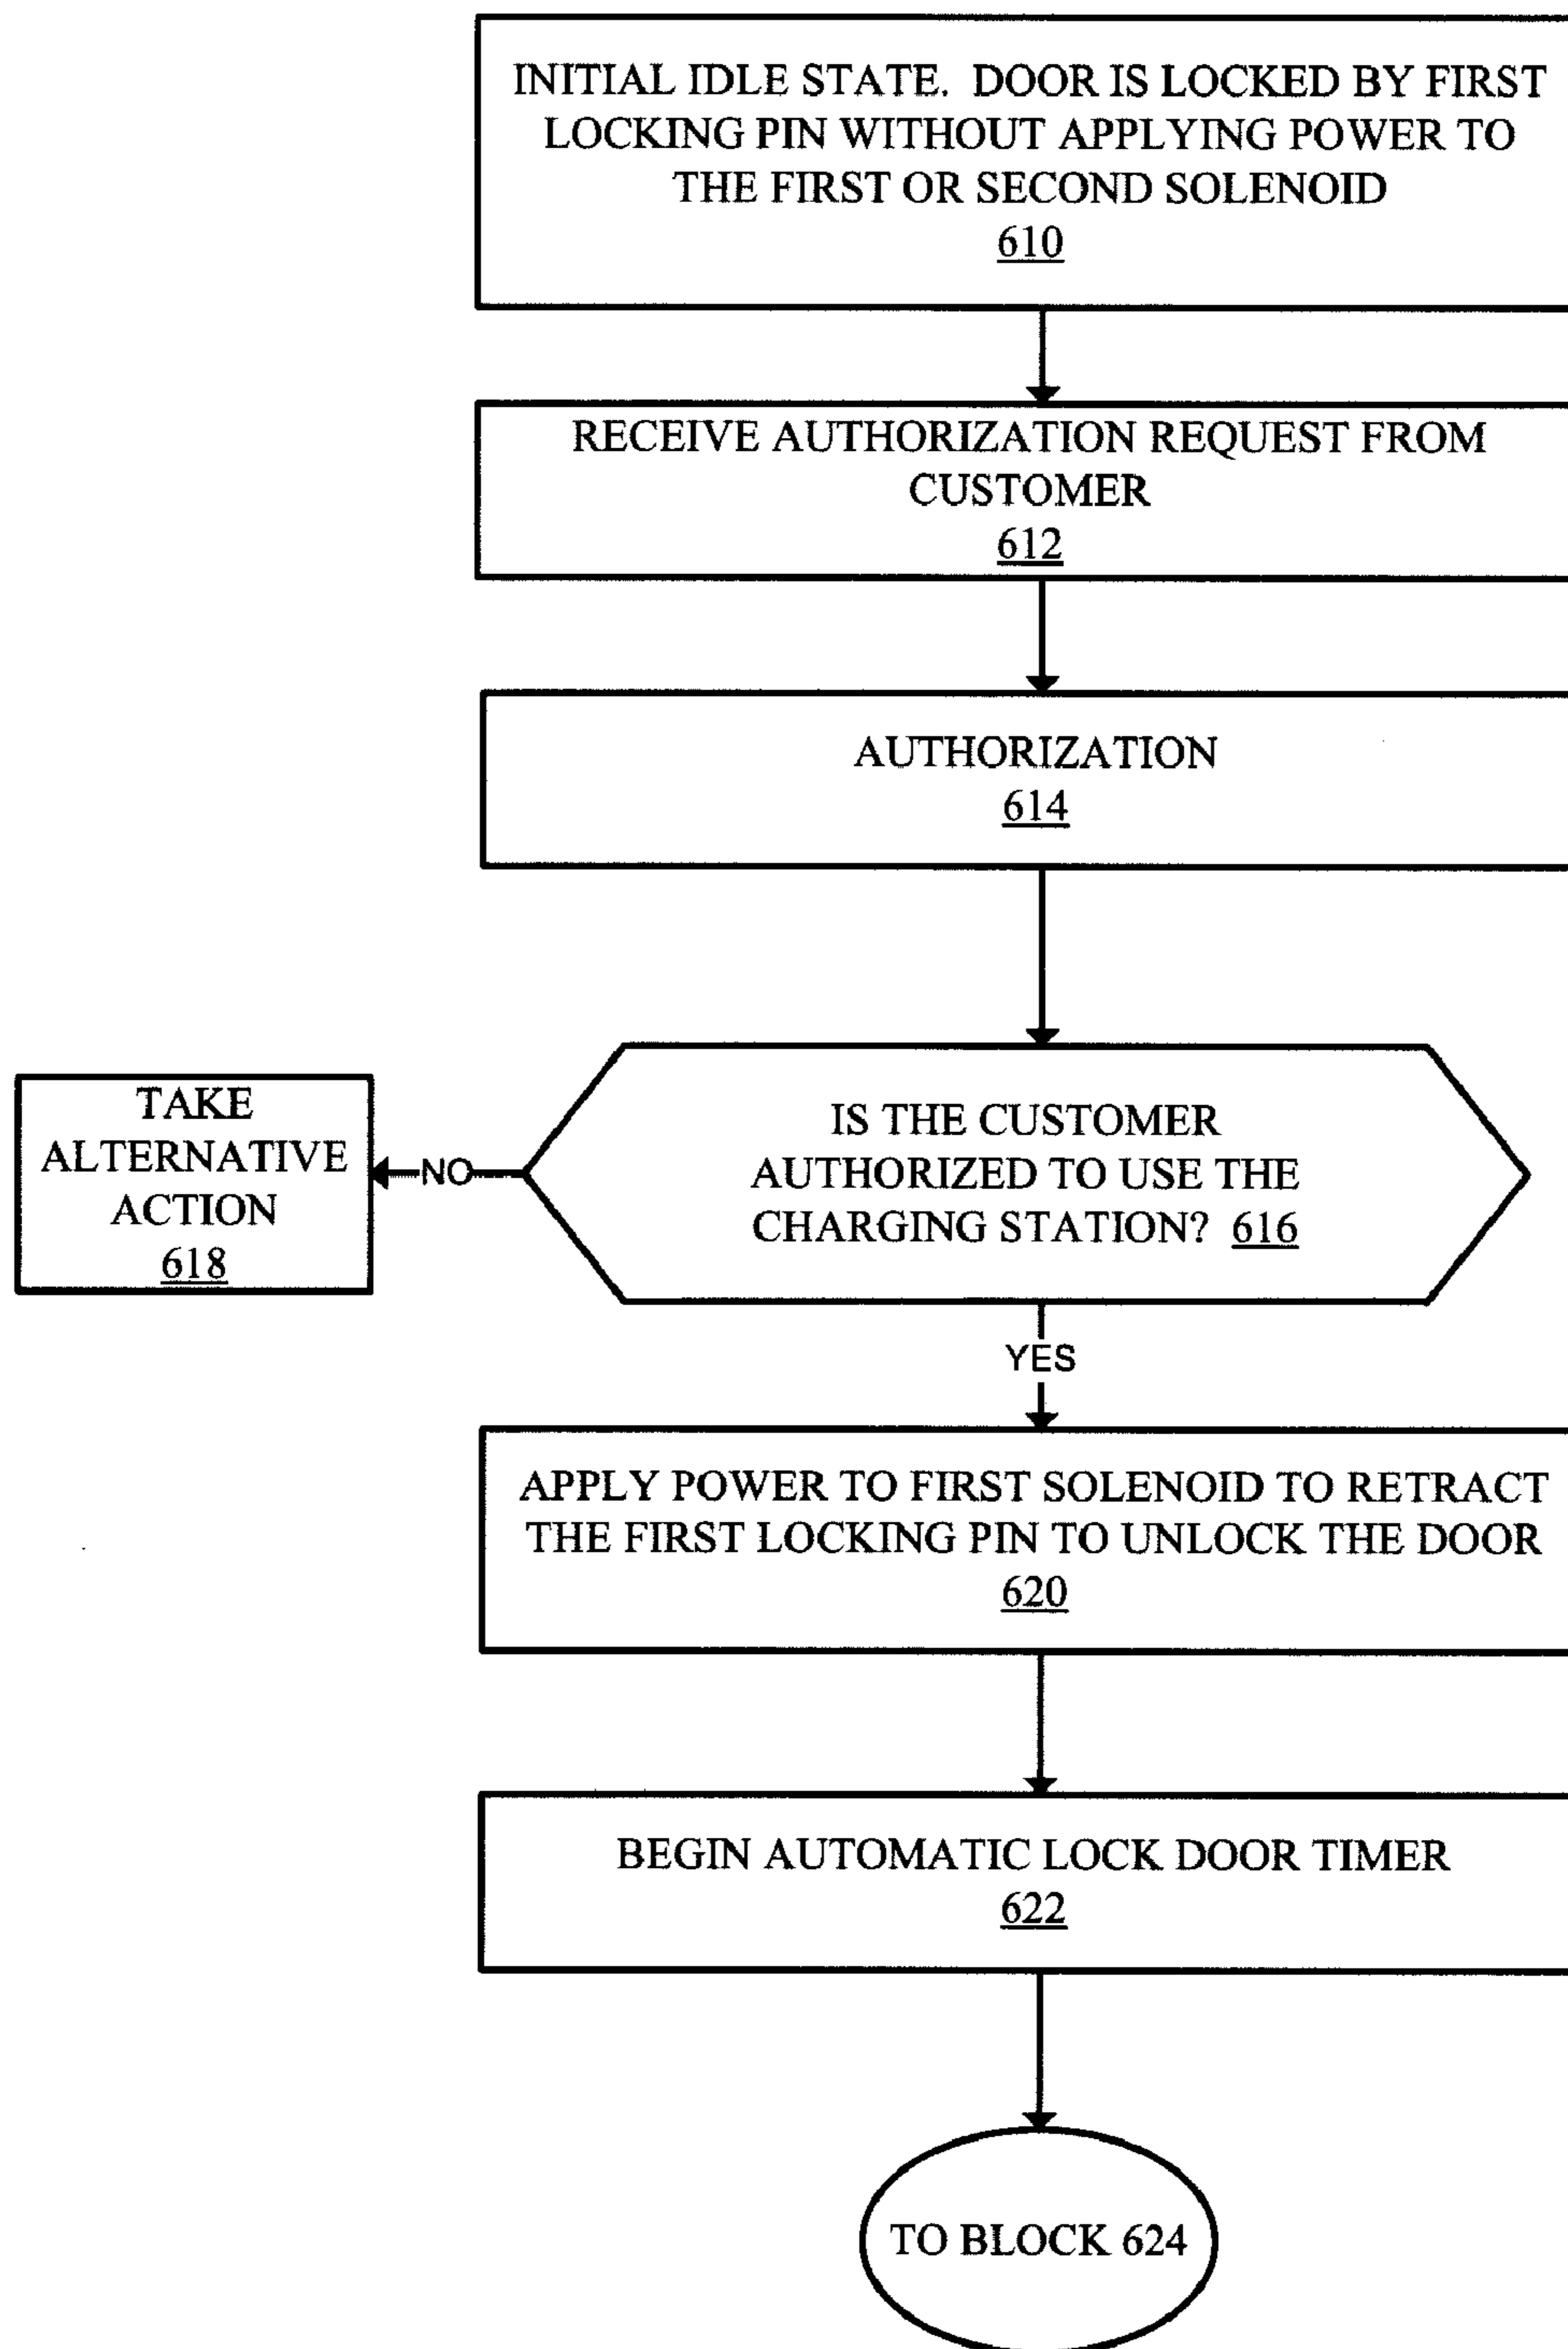 INITIAL IDLE STATE. DOOR IS LOCKED BY FIRST
LOCKING PIN WITHOUT APPLYING POWER TO
THE FIRST OR SECOND SOLENOID
610
RECEIVE AUTHORIZATION REQUEST FROM
CUSTOMER
612
AUTHORIZATION
614
IS THE CUSTOMER
AUTHORIZED TO USE THE
CHARGING STATION? 616
NO
TAKE
ALTERNATIVE
ACTION
618
YES
APPLY POWER TO FIRST SOLENOID TO RETRACT
THE FIRST LOCKING PIN TO UNLOCK THE DOOR
620
BEGIN AUTOMATIC LOCK DOOR TIMER
622
TO BLOCK 624